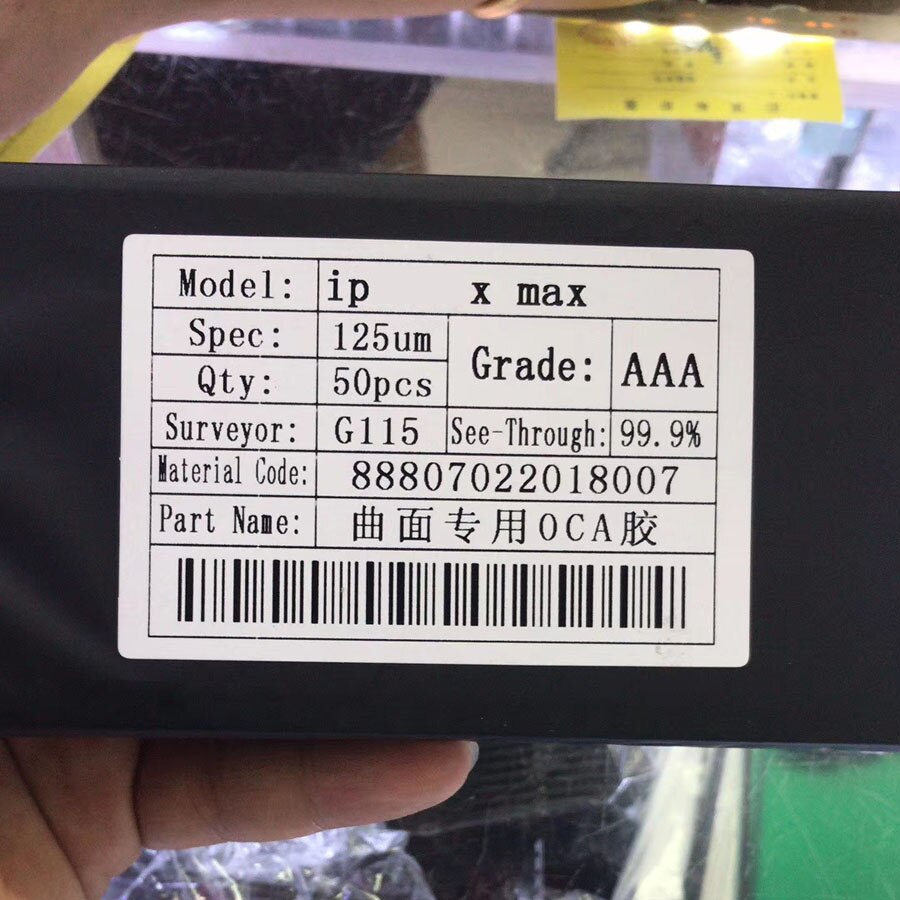 Model: ip x max
Spec: 125um
Qty: 50pcs
Grade: AAA
Surveyor: G115 See-Through: 99.9%
Material Code: 88807022018007
Part Name: 曲面专用OCA胶